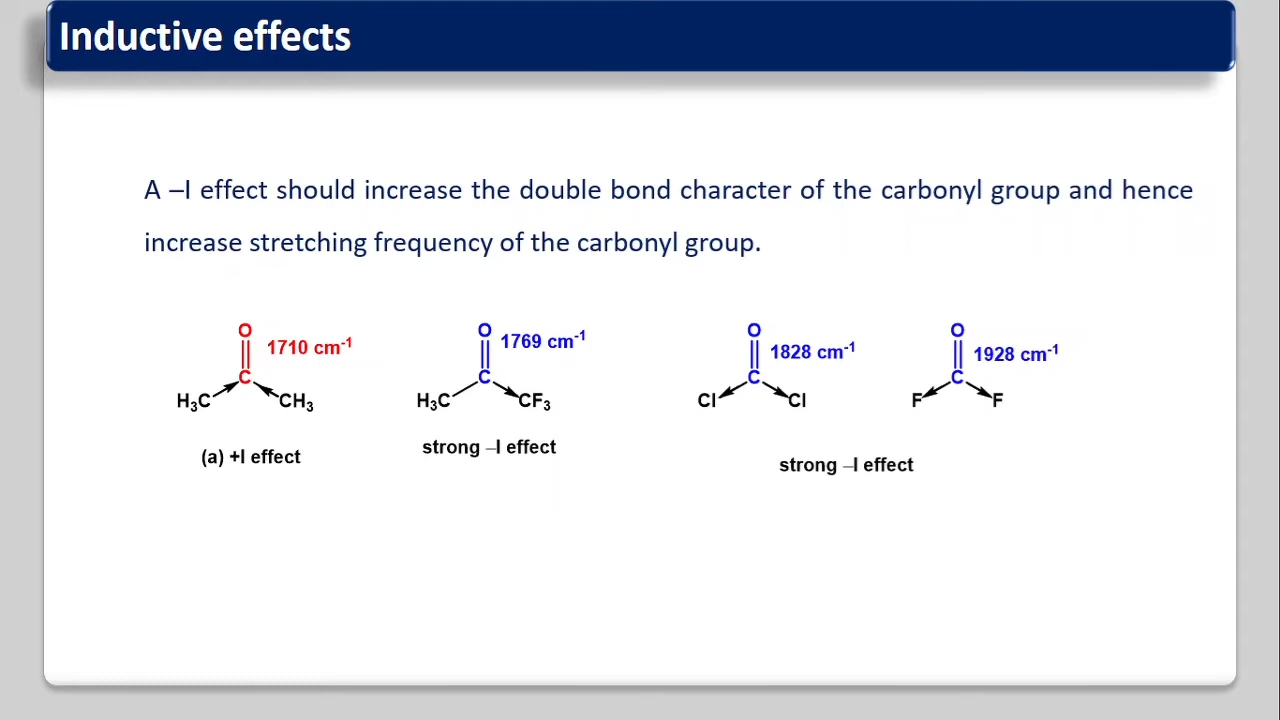 Inductive effects
A –I effect should increase the double bond character of the carbonyl group and hence
increase stretching frequency of the carbonyl group.
O O O O
1710 cm-1 1769 cm-1 1828 cm-1 1928 cm-1
C C C C
H3C CH3 H3C CF3 Cl Cl F F
(a) +I effect strong –I effect strong –I effect